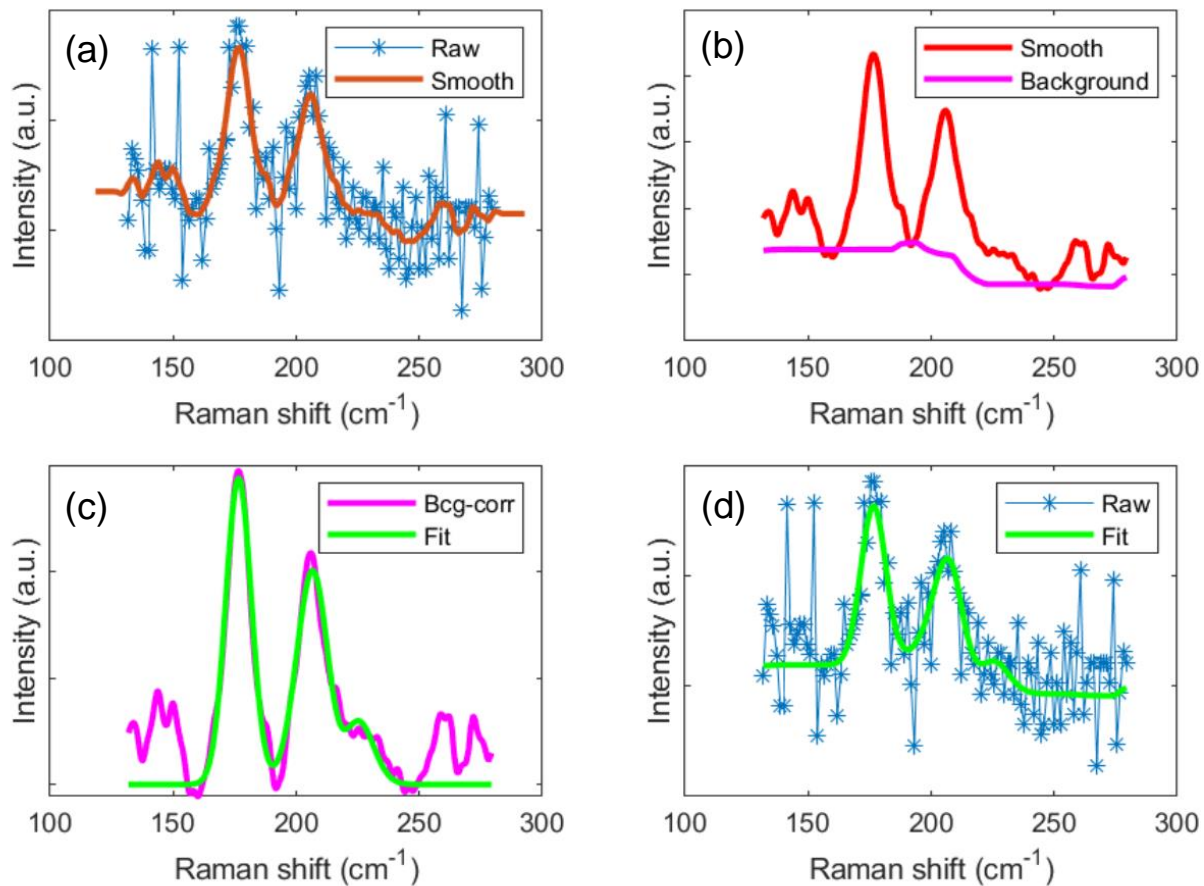 (a)
Raw
Smooth
Intensity (a.u.)
100 150 200 250 300
Raman shift (cm⁻¹)
(b)
Smooth
Background
Intensity (a.u.)
100 150 200 250 300
Raman shift (cm⁻¹)
(c)
Bcg-corr
Fit
Intensity (a.u.)
100 150 200 250 300
Raman shift (cm⁻¹)
(d)
Raw
Fit
Intensity (a.u.)
100 150 200 250 300
Raman shift (cm⁻¹)